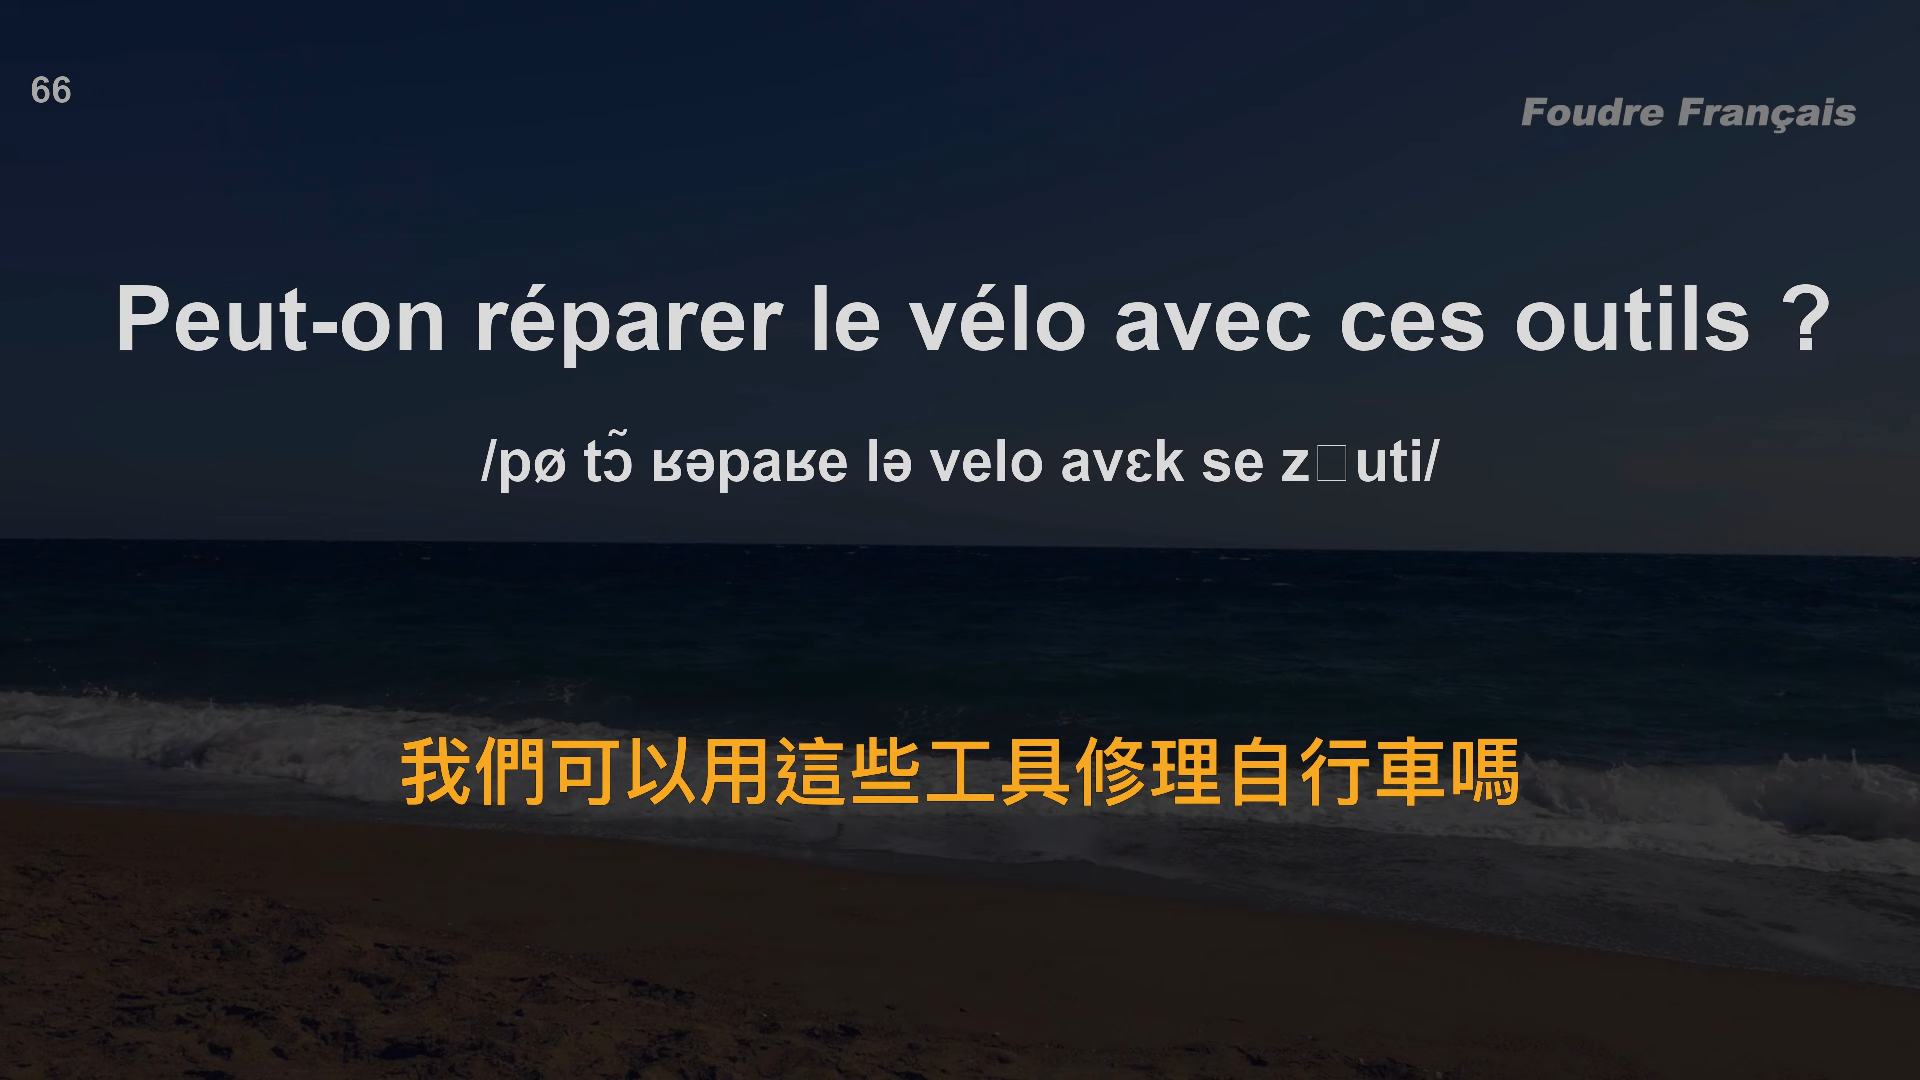 66
Foudre Français
Peut-on réparer le vélo avec ces outils ?
/pø tɔ̃ ʁəpaʁe lə velo avɛk se z□uti/
我們可以用這些工具修理自行車嗎